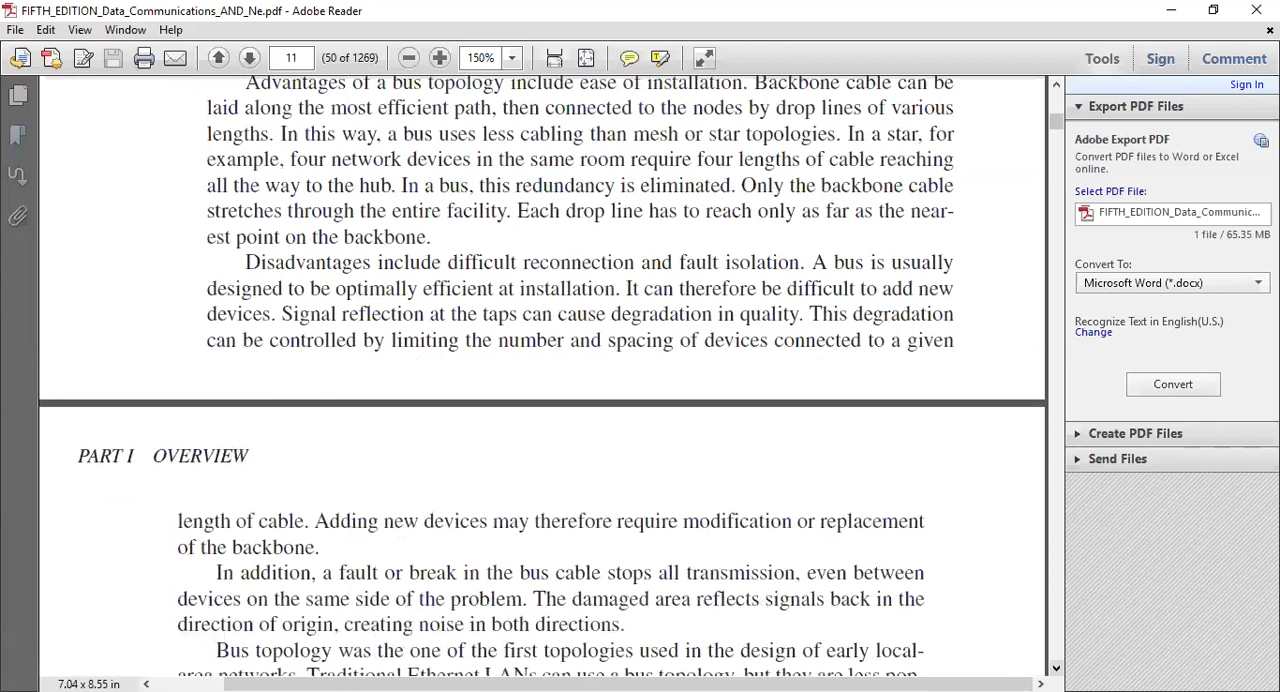 FIFTH_EDITION_Data_Communications_AND_Ne.pdf - Adobe Reader
File Edit View Window Help
11 (50 of 1269) 150% Tools Sign Comment
Sign In
Advantages of a bus topology include ease of installation. Backbone cable can be
laid along the most efficient path, then connected to the nodes by drop lines of various
lengths. In this way, a bus uses less cabling than mesh or star topologies. In a star, for
example, four network devices in the same room require four lengths of cable reaching
all the way to the hub. In a bus, this redundancy is eliminated. Only the backbone cable
stretches through the entire facility. Each drop line has to reach only as far as the near-
est point on the backbone.
Disadvantages include difficult reconnection and fault isolation. A bus is usually
designed to be optimally efficient at installation. It can therefore be difficult to add new
devices. Signal reflection at the taps can cause degradation in quality. This degradation
can be controlled by limiting the number and spacing of devices connected to a given
PART I OVERVIEW
length of cable. Adding new devices may therefore require modification or replacement
of the backbone.
In addition, a fault or break in the bus cable stops all transmission, even between
devices on the same side of the problem. The damaged area reflects signals back in the
direction of origin, creating noise in both directions.
Bus topology was the one of the first topologies used in the design of early local-
area networks. Traditional Ethernet LANs can use a bus topology, but they are less pop-
7.04 x 8.55 in
Export PDF Files
Adobe Export PDF
Convert PDF files to Word or Excel
online.
Select PDF File:
FIFTH_EDITION_Data_Communic...
1 file / 65.35 MB
Convert To:
Microsoft Word (*.docx)
Recognize Text in English(U.S.)
Change
Convert
Create PDF Files
Send Files